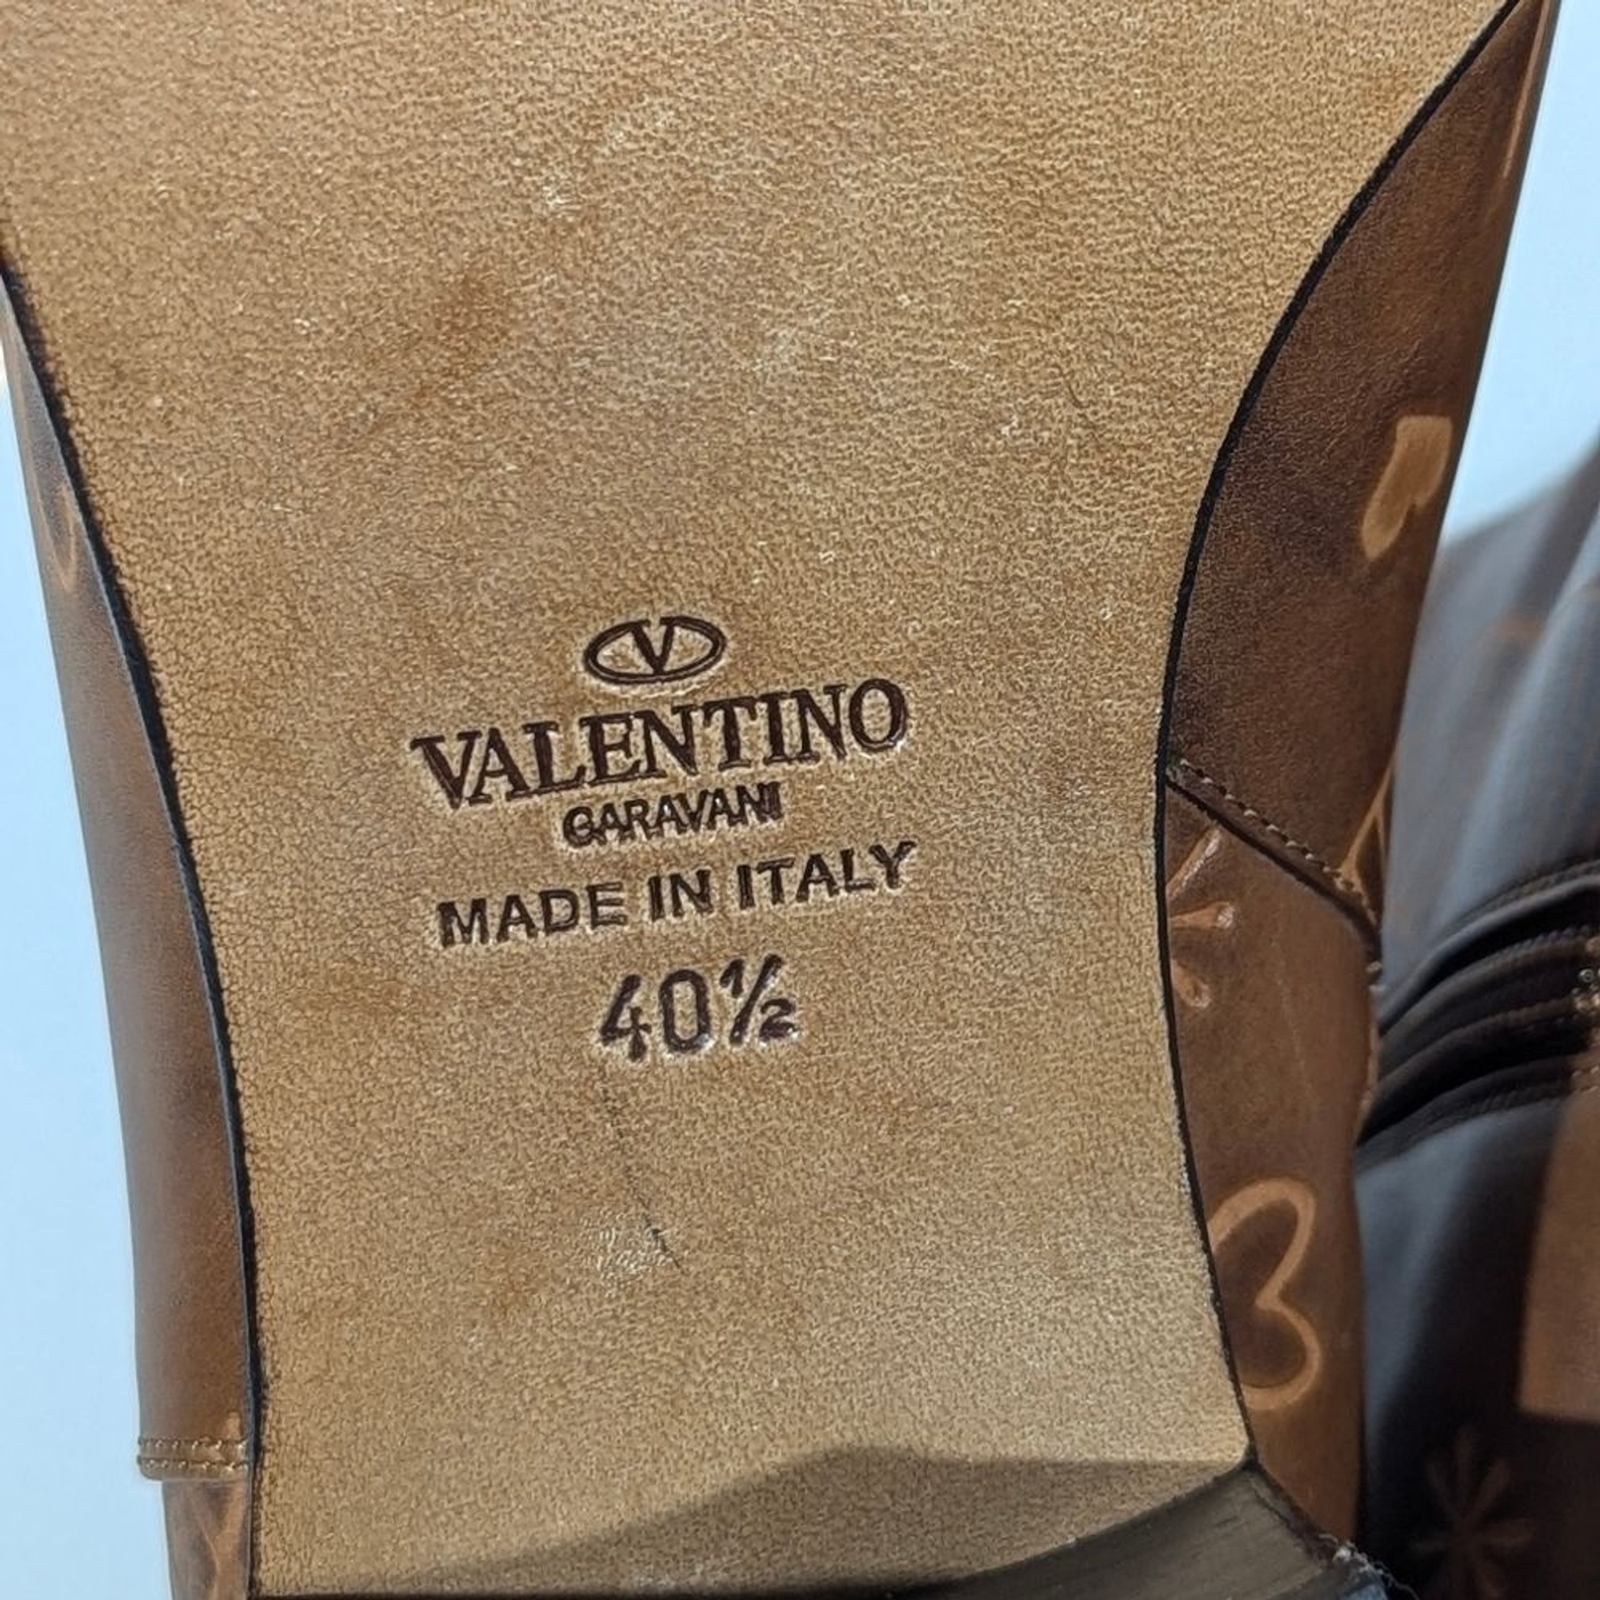 V
VALENTINO
GARAVANI
MADE IN ITALY
40½